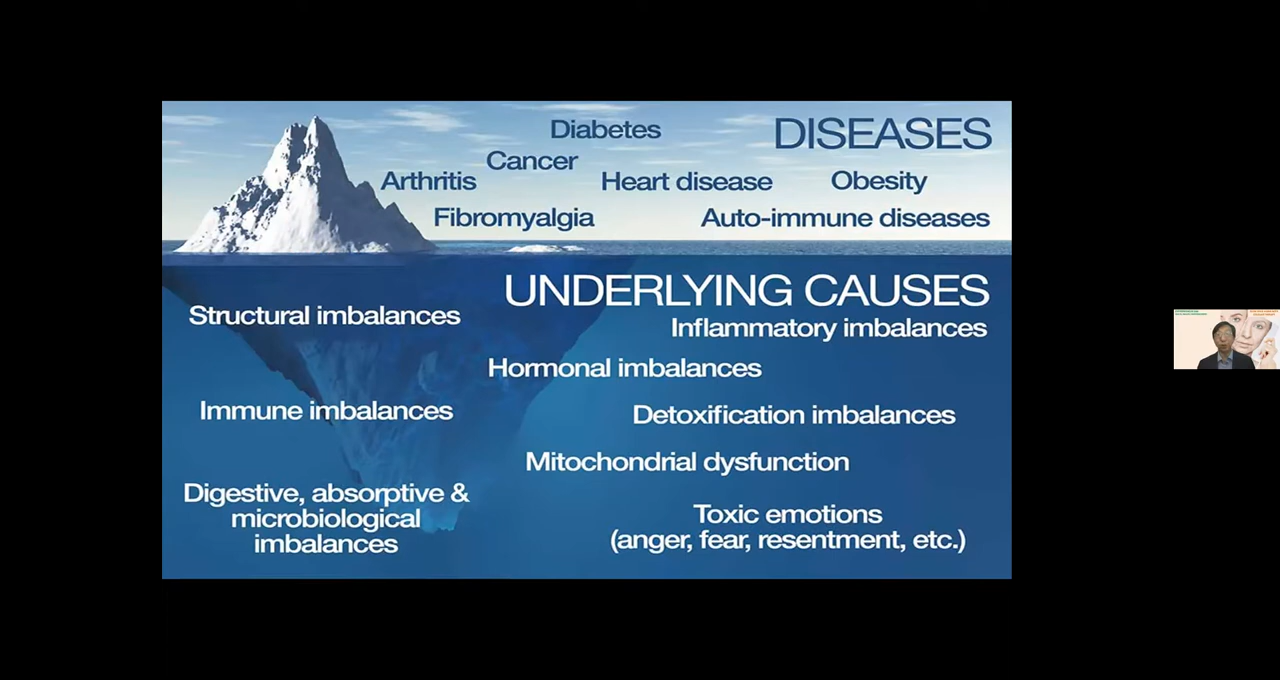 DISEASES
Diabetes
Cancer
Arthritis
Heart disease
Obesity
Fibromyalgia
Auto-immune diseases
UNDERLYING CAUSES
Structural imbalances
Inflammatory imbalances
Hormonal imbalances
Immune imbalances
Detoxification imbalances
Mitochondrial dysfunction
Digestive, absorptive &
microbiological
imbalances
Toxic emotions
(anger, fear, resentment, etc.)